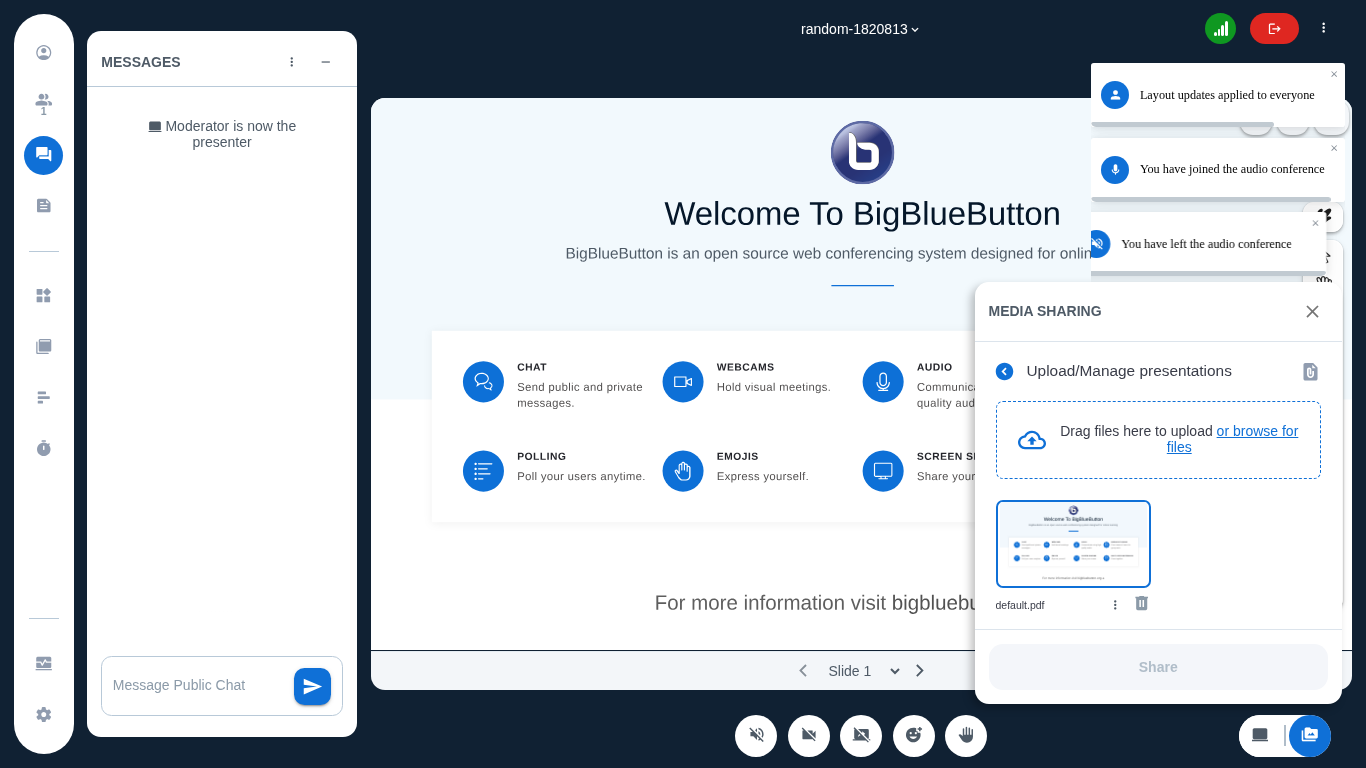 random-1820813
MESSAGES
1
Moderator is now the
presenter
Message Public Chat
Welcome To BigBlueButton
BigBlueButton is an open source web conferencing system designed for onlin
CHAT
Send public and private
messages.
WEBCAMS
Hold visual meetings.
AUDIO
Communica
quality aud
POLLING
Poll your users anytime.
EMOJIS
Express yourself.
SCREEN S
Share your
For more information visit bigbluebu
Slide 1
Layout updates applied to everyone
You have joined the audio conference
You have left the audio conference
MEDIA SHARING
Upload/Manage presentations
Drag files here to upload or browse for
files
Welcome To BigBlueButton
default.pdf
Share